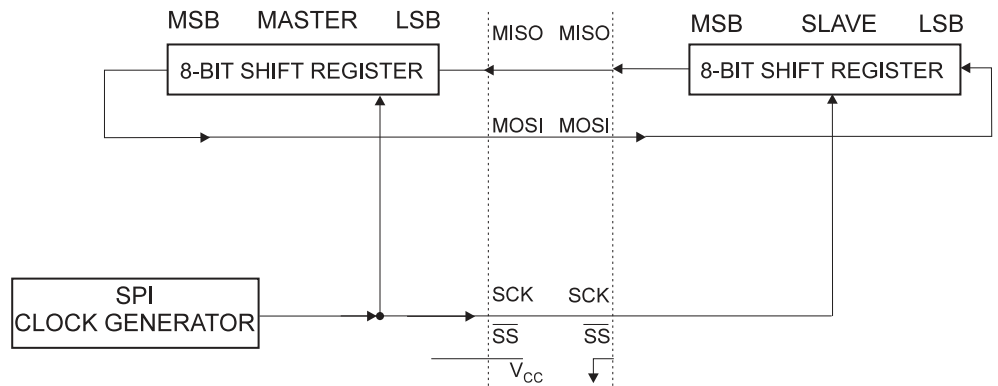 MSB MASTER LSB
MISO MISO
MSB SLAVE LSB
8-BIT SHIFT REGISTER
8-BIT SHIFT REGISTER
MOSI MOSI
SPI
CLOCK GENERATOR
SCK SCK
SS SS
VCC